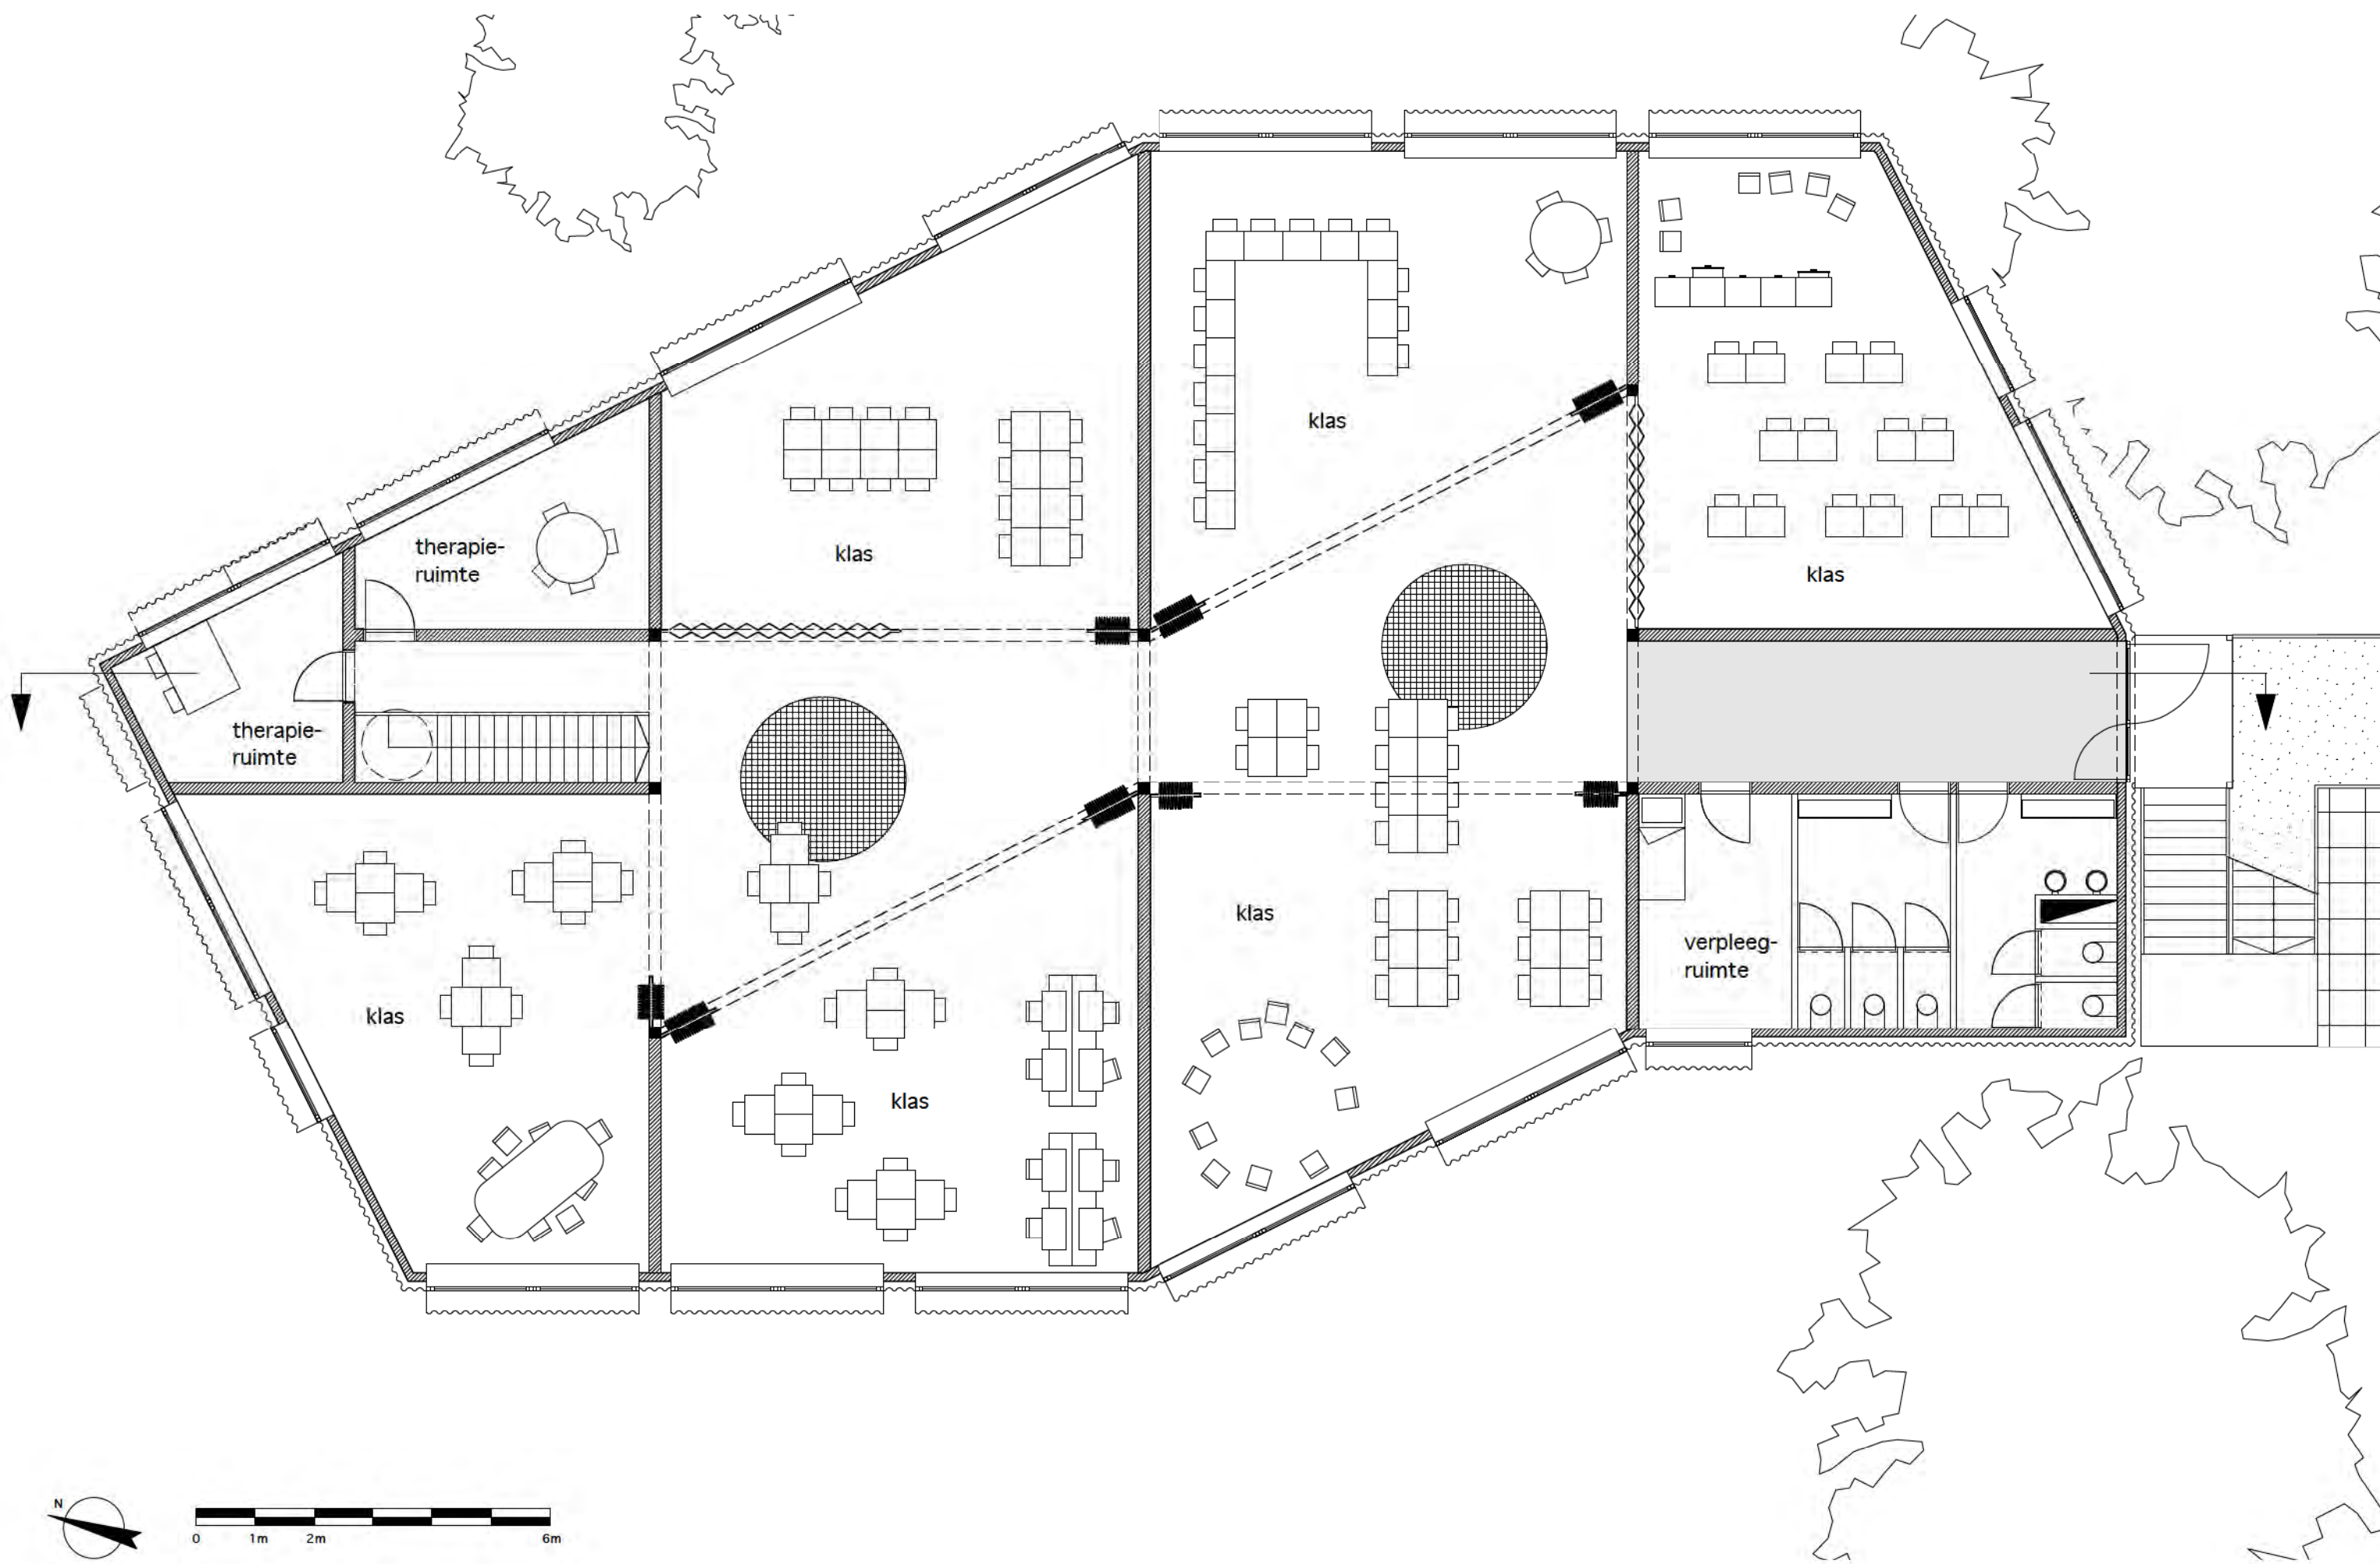 klas
klas
therapie-
ruimte
klas
klas
therapie-
ruimte
klas
verpleeg-
ruimte
klas
klas
N
0 1m 2m 6m